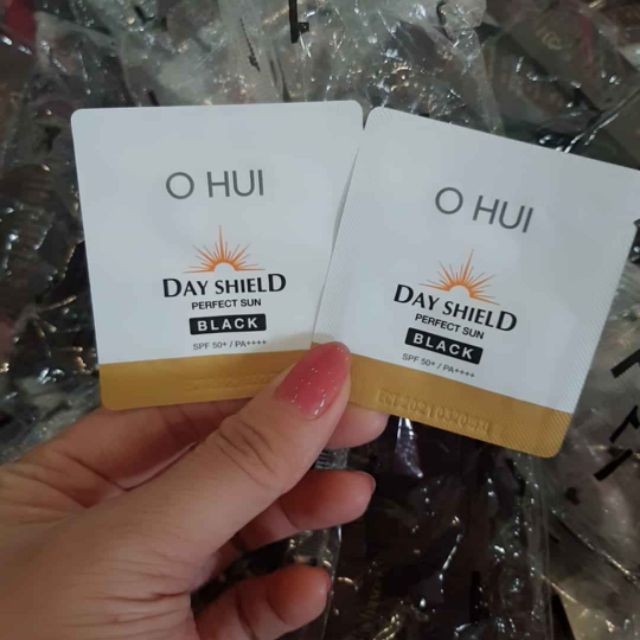 O HUI
DAY SHIELD
PERFECT SUN
BLACK
SPF 50+ / PA++++
O HUI
DAY SHIELD
PERFECT SUN
BLACK
SPF 50+ / PA++++